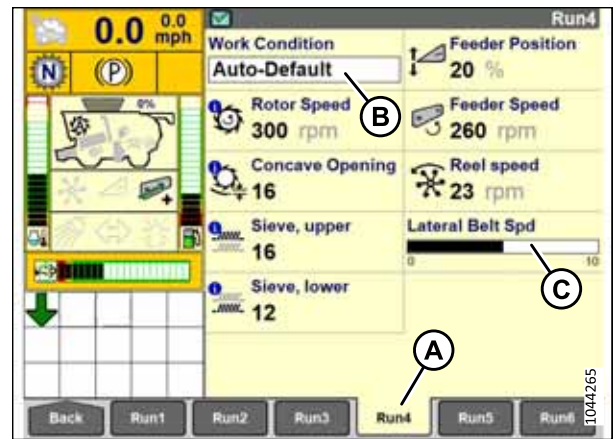 0.0
0.0
mph
Run4
N
(P)
0%
Work Condition
Auto-Default
Feeder Position
20 %
B
Rotor Speed
300 rpm
Feeder Speed
260 rpm
Concave Opening
16
Reel speed
23 rpm
Sieve, upper
16
Lateral Belt Spd
0
10
C
Sieve, lower
12
A
Back
Run1
Run2
Run3
Run4
Run5
Run6
1044265